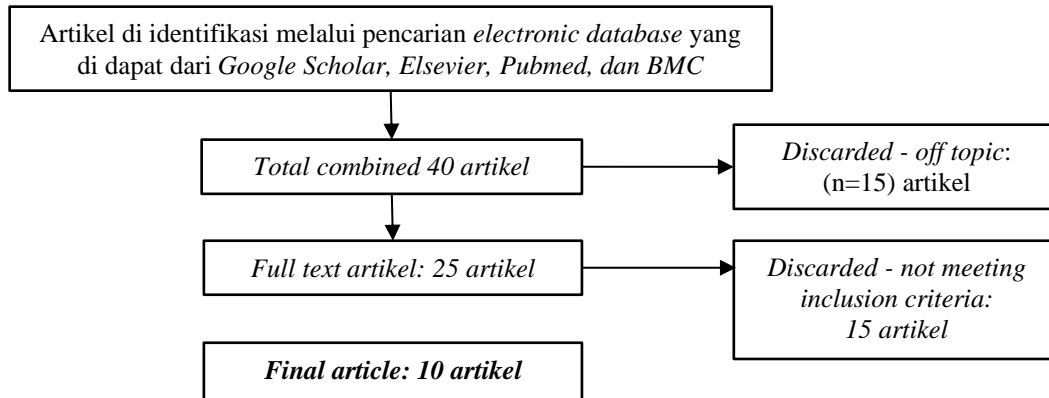 Artikel di identifikasi melalui pencarian electronic database yang
di dapat dari Google Scholar, Elsevier, Pubmed, dan BMC
Total combined 40 artikel
Discarded - off topic:
(n=15) artikel
Full text artikel: 25 artikel
Discarded - not meeting
inclusion criteria:
15 artikel
Final article: 10 artikel